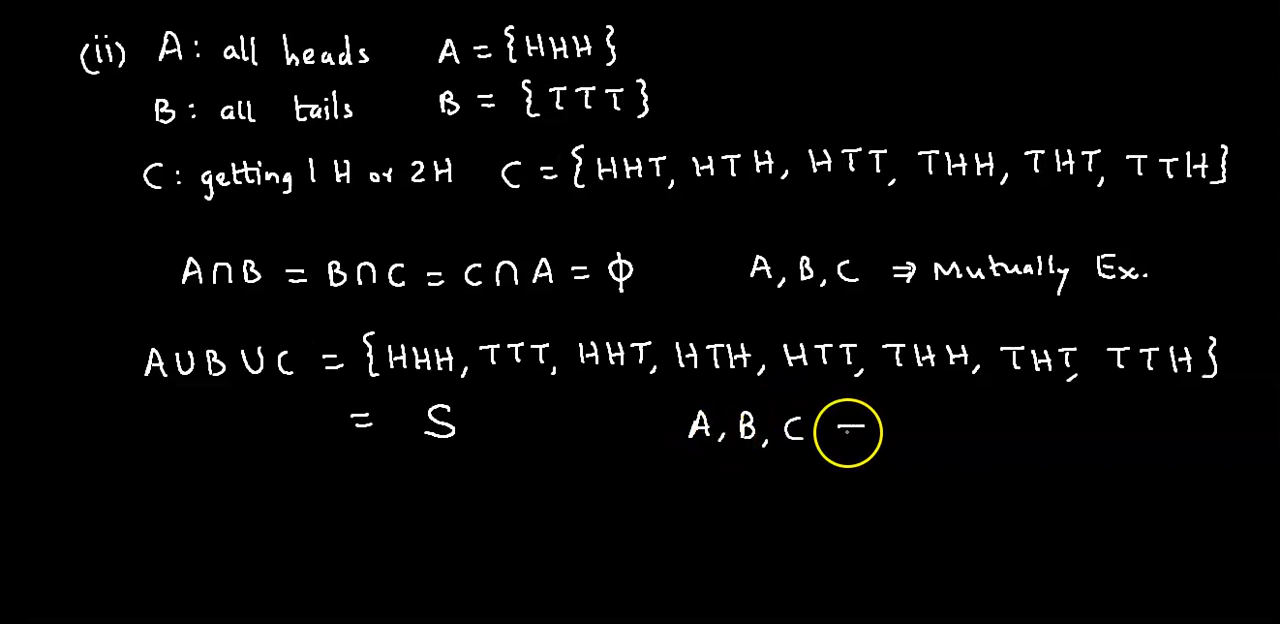 (ii) A: all heads A = {HHH}
B: all tails B = {TTT}
C: getting 1 H or 2H C = {HHT, HTH, HTT, THH, THT, TTH}
A∩B = B∩C = C∩A = Φ A, B, C ⇒ Mutually Ex.
A∪B∪C = {HHH, TTT, HHT, HTH, HTT, THH, THT, TTH}
= S A, B, C –